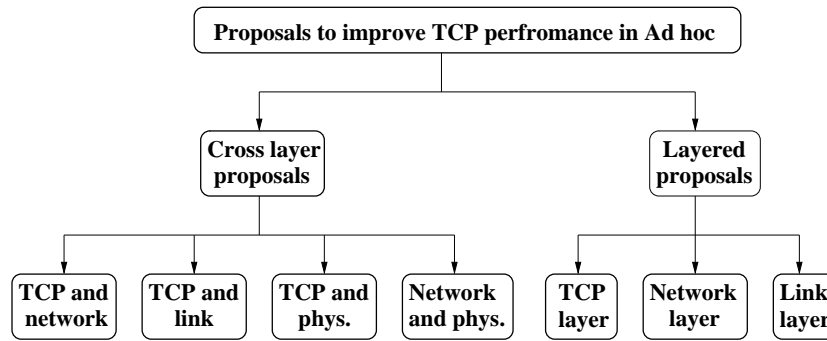 Proposals to improve TCP perfromance in Ad hoc
Cross layer
proposals
Layered
proposals
TCP and
network
TCP and
link
TCP and
phys.
Network
and phys.
TCP
layer
Network
layer
Link
layer